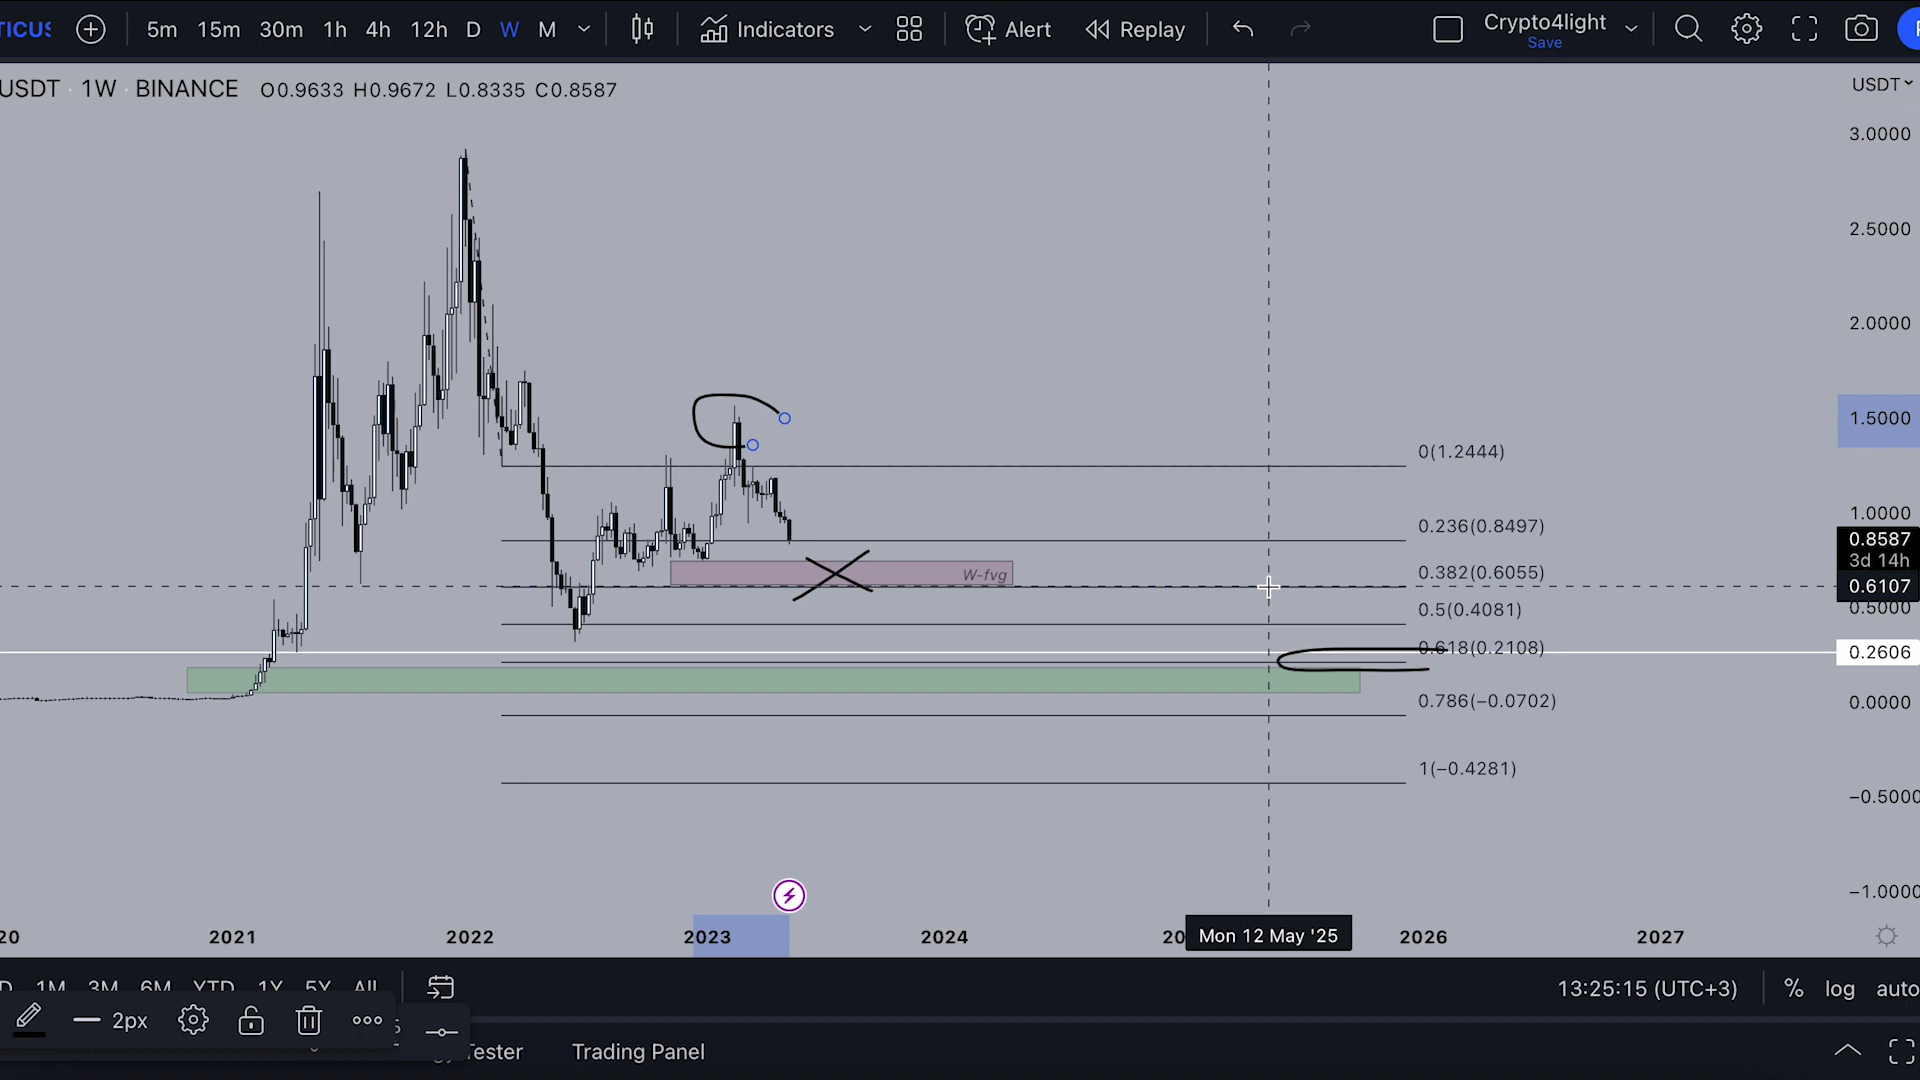 TICUS 5m 15m 30m 1h 4h 12h D W M Indicators Alert Replay Crypto4light
Save
USDT · 1W · BINANCE O0.9633 H0.9672 L0.8335 C0.8587
USDT
3.0000
2.5000
2.0000
1.5000
0(1.2444)
1.0000
0.236(0.8497)
0.8587
3d 14h
W-fvg
0.382(0.6055)
0.6107
0.5000
0.5(0.4081)
0.618(0.2108)
0.2606
0.786(−0.0702)
0.0000
1(−0.4281)
−0.5000
−1.0000
20 2021 2022 2023 2024 20 Mon 12 May '25 2026 2027
D 1M 3M 6M YTD 1Y 5Y All 13:25:15 (UTC+3) % log auto
2px
Tester Trading Panel